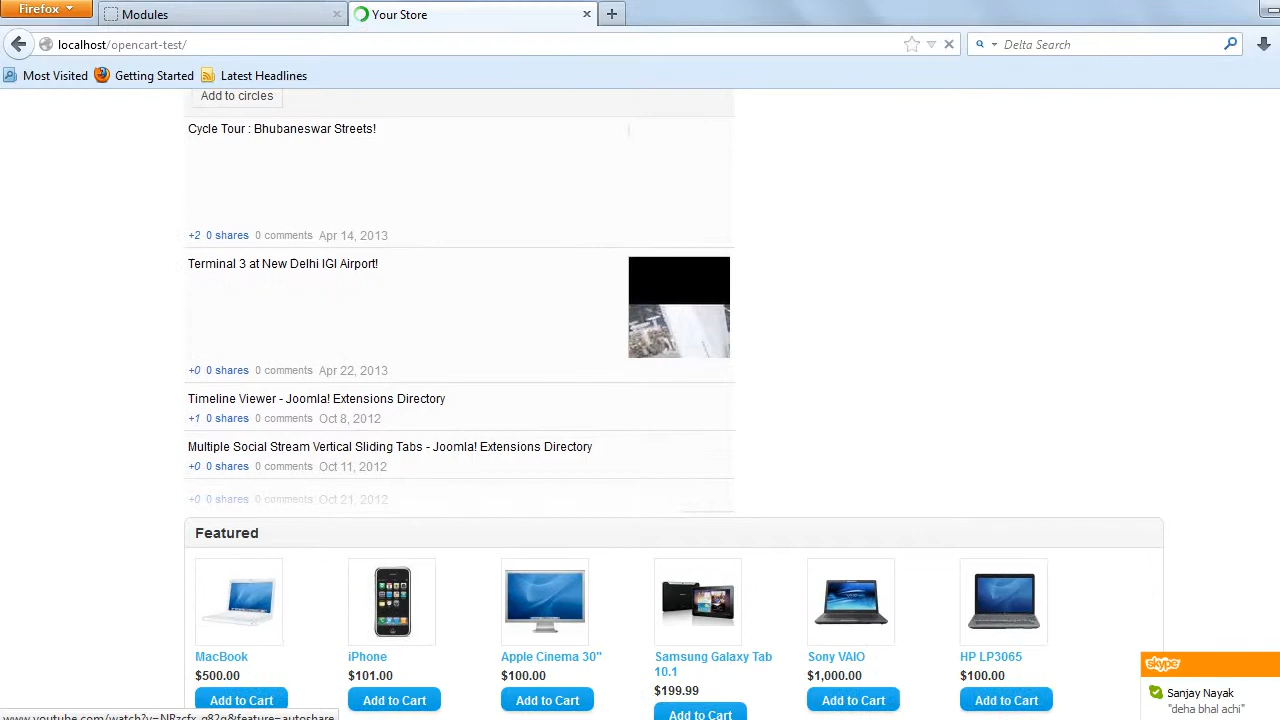 Firefox
Modules
Your Store
localhost/opencart-test/
Delta Search
Most Visited
Getting Started
Latest Headlines
Add to circles
Cycle Tour : Bhubaneswar Streets!
+2 0 shares 0 comments Apr 14, 2013
Terminal 3 at New Delhi IGI Airport!
+0 0 shares 0 comments Apr 22, 2013
Timeline Viewer - Joomla! Extensions Directory
+1 0 shares 0 comments Oct 8, 2012
Multiple Social Stream Vertical Sliding Tabs - Joomla! Extensions Directory
+0 0 shares 0 comments Oct 11, 2012
+0 0 shares 0 comments Oct 21, 2012
Featured
MacBook
$500.00
Add to Cart
iPhone
$101.00
Add to Cart
Apple Cinema 30"
$100.00
Add to Cart
Samsung Galaxy Tab
10.1
$199.99
Add to Cart
Sony VAIO
$1,000.00
Add to Cart
HP LP3065
$100.00
Add to Cart
skype
Sanjay Nayak
"deha bhal achi"